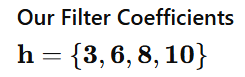 Our Filter Coefficients
h = {3, 6, 8, 10}